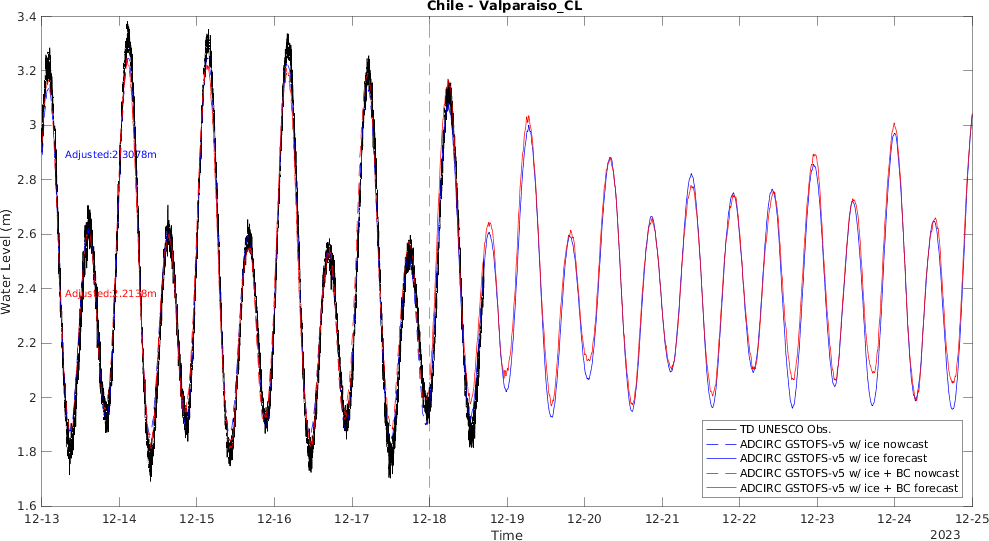 Chile - Valparaiso_CL
3.4
3.2
3
2.8
2.6
2.4
2.2
2
1.8
1.6
Water Level (m)
Adjusted:2.3078m
Adjusted:2.2138m
TD UNESCO Obs.
ADCIRC GSTOFS-v5 w/ ice nowcast
ADCIRC GSTOFS-v5 w/ ice forecast
ADCIRC GSTOFS-v5 w/ ice + BC nowcast
ADCIRC GSTOFS-v5 w/ ice + BC forecast
12-13 12-14 12-15 12-16 12-17 12-18 12-19 12-20 12-21 12-22 12-23 12-24 12-25
Time
2023